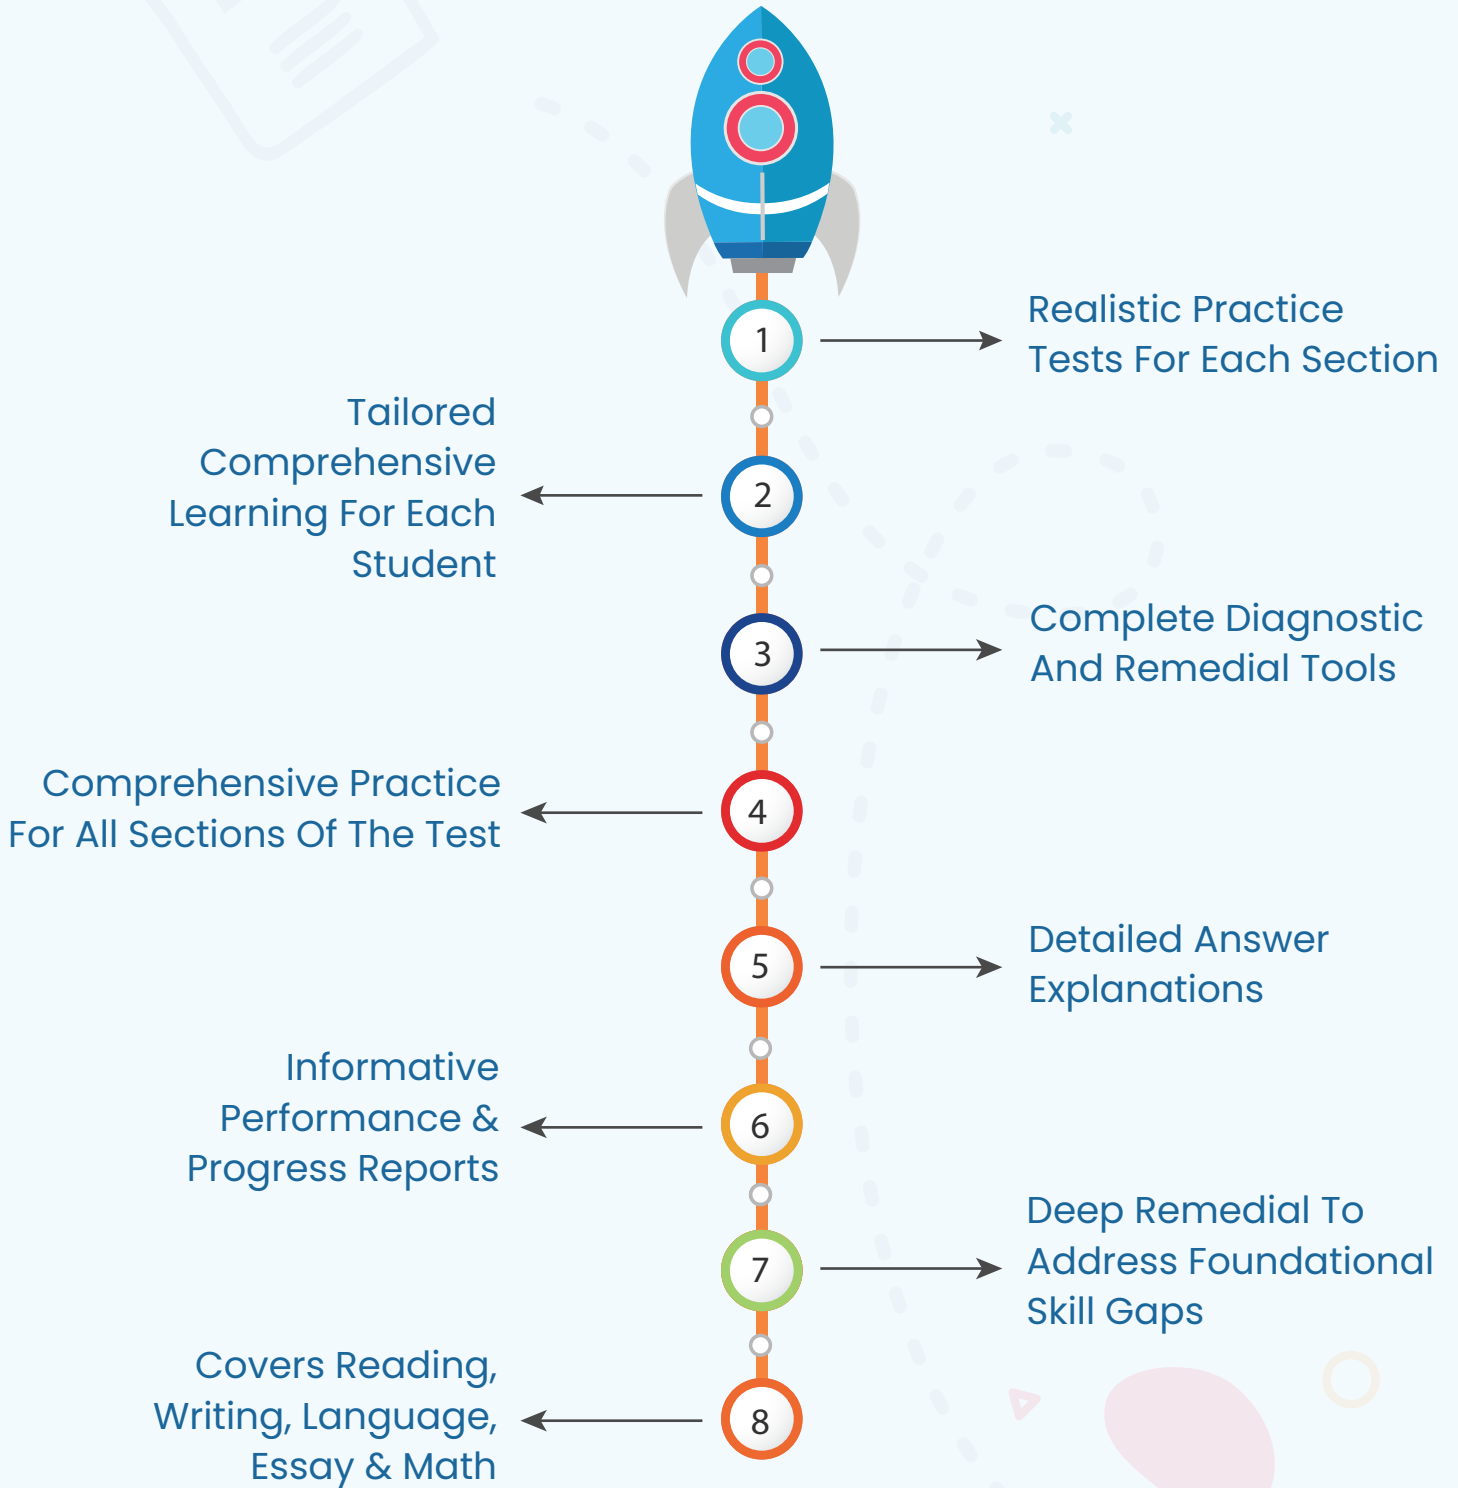 1
Realistic Practice
Tests For Each Section
Tailored
Comprehensive
Learning For Each
Student
2
3
Complete Diagnostic
And Remedial Tools
Comprehensive Practice
For All Sections Of The Test
4
5
Detailed Answer
Explanations
Informative
Performance &
Progress Reports
6
7
Deep Remedial To
Address Foundational
Skill Gaps
Covers Reading,
Writing, Language,
Essay & Math
8